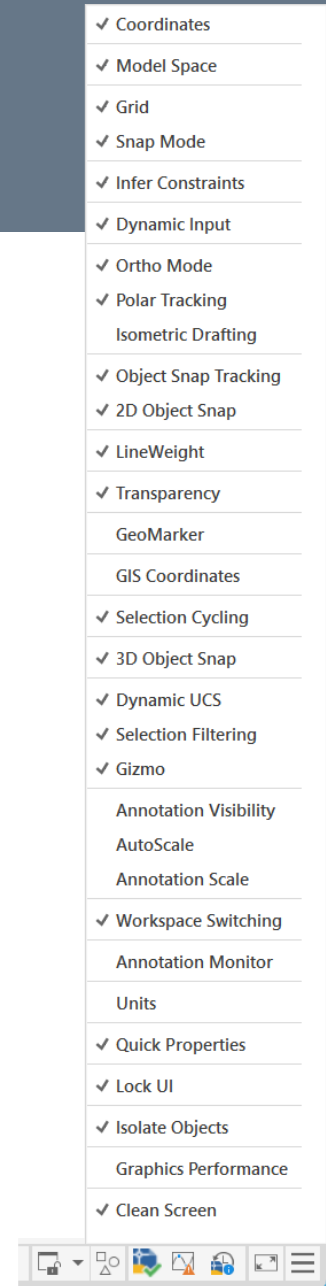 Coordinates
Model Space
Grid
Snap Mode
Infer Constraints
Dynamic Input
Ortho Mode
Polar Tracking
Isometric Drafting
Object Snap Tracking
2D Object Snap
LineWeight
Transparency
GeoMarker
GIS Coordinates
Selection Cycling
3D Object Snap
Dynamic UCS
Selection Filtering
Gizmo
Annotation Visibility
AutoScale
Annotation Scale
Workspace Switching
Annotation Monitor
Units
Quick Properties
Lock UI
Isolate Objects
Graphics Performance
Clean Screen